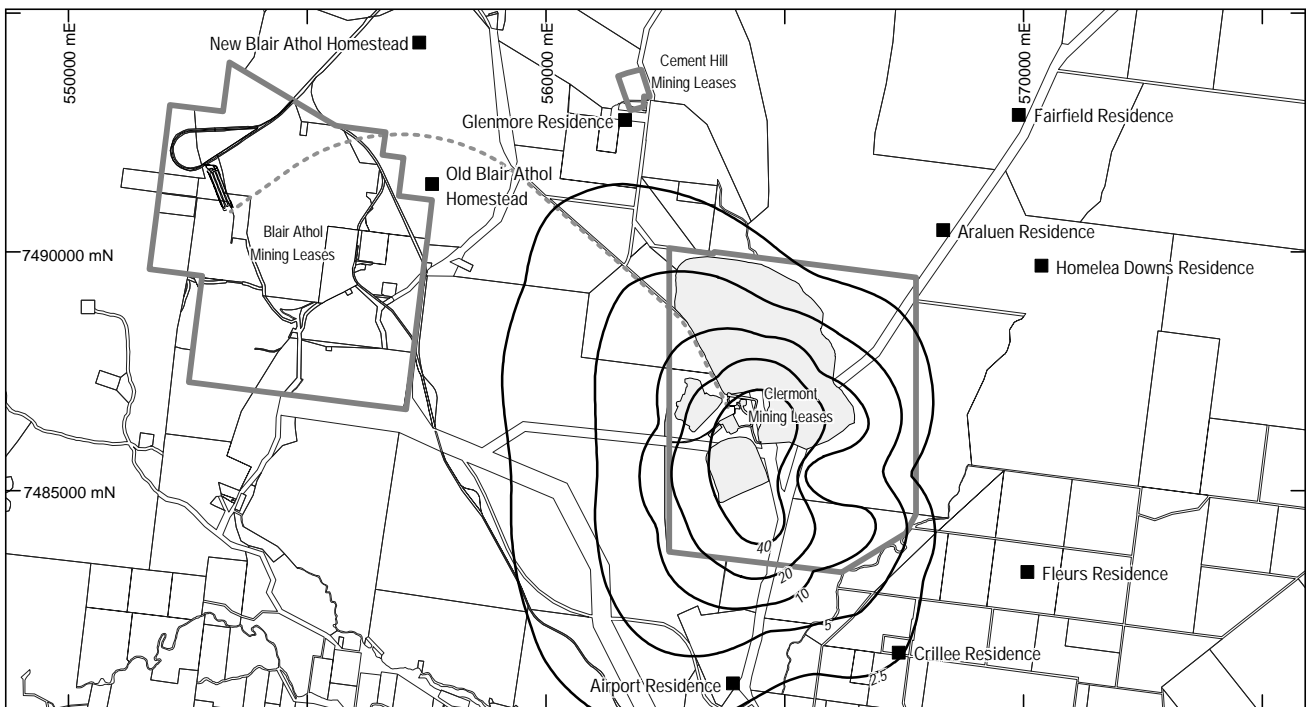 550000 mE
560000 mE
570000 mE
New Blair Athol Homestead
Cement Hill
Mining Leases
Glenmore Residence
Fairfield Residence
Old Blair Athol
Homestead
Blair Athol
Mining Leases
Araluen Residence
7490000 mN
Homelea Downs Residence
Clermont
Mining Leases
7485000 mN
40
20
10
5
2.5
Fleurs Residence
Crillee Residence
Airport Residence